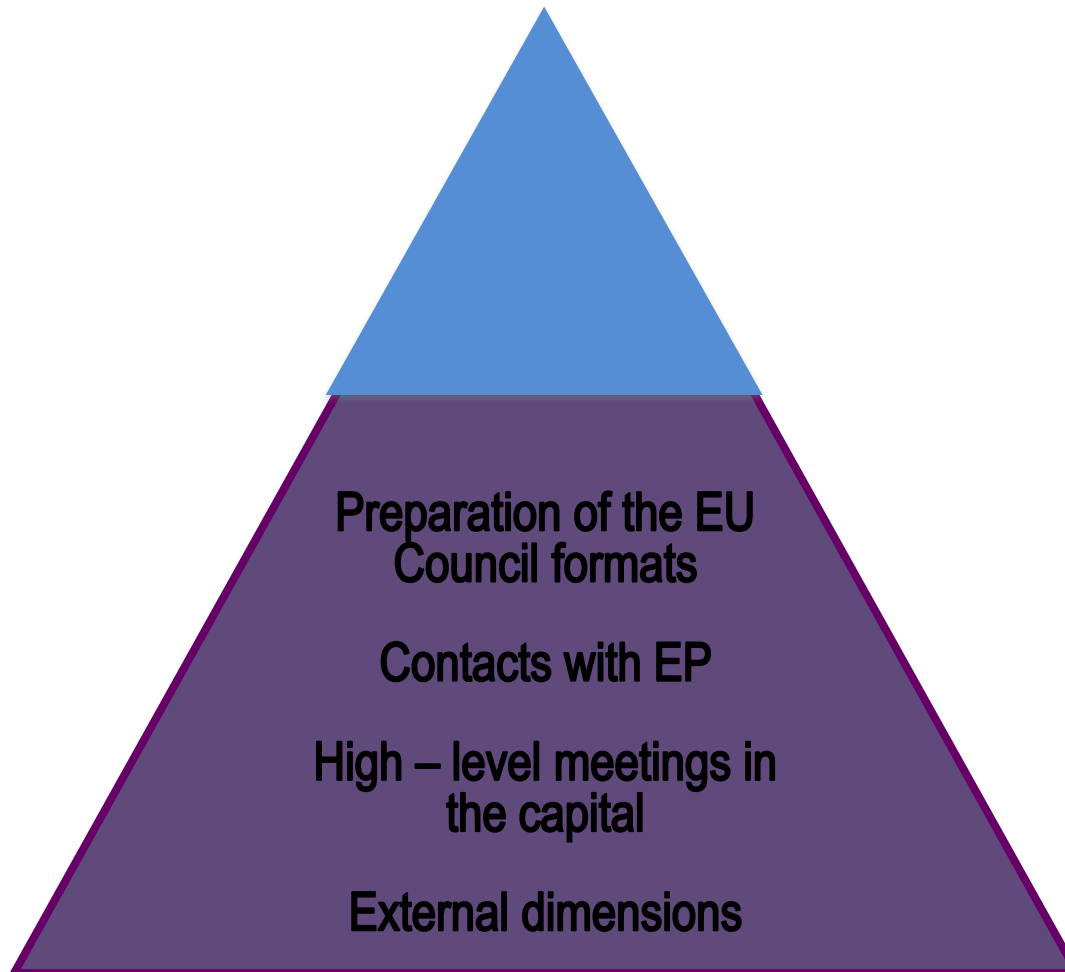 Preparation of the EU
Council formats
Contacts with EP
High – level meetings in
the capital
External dimensions